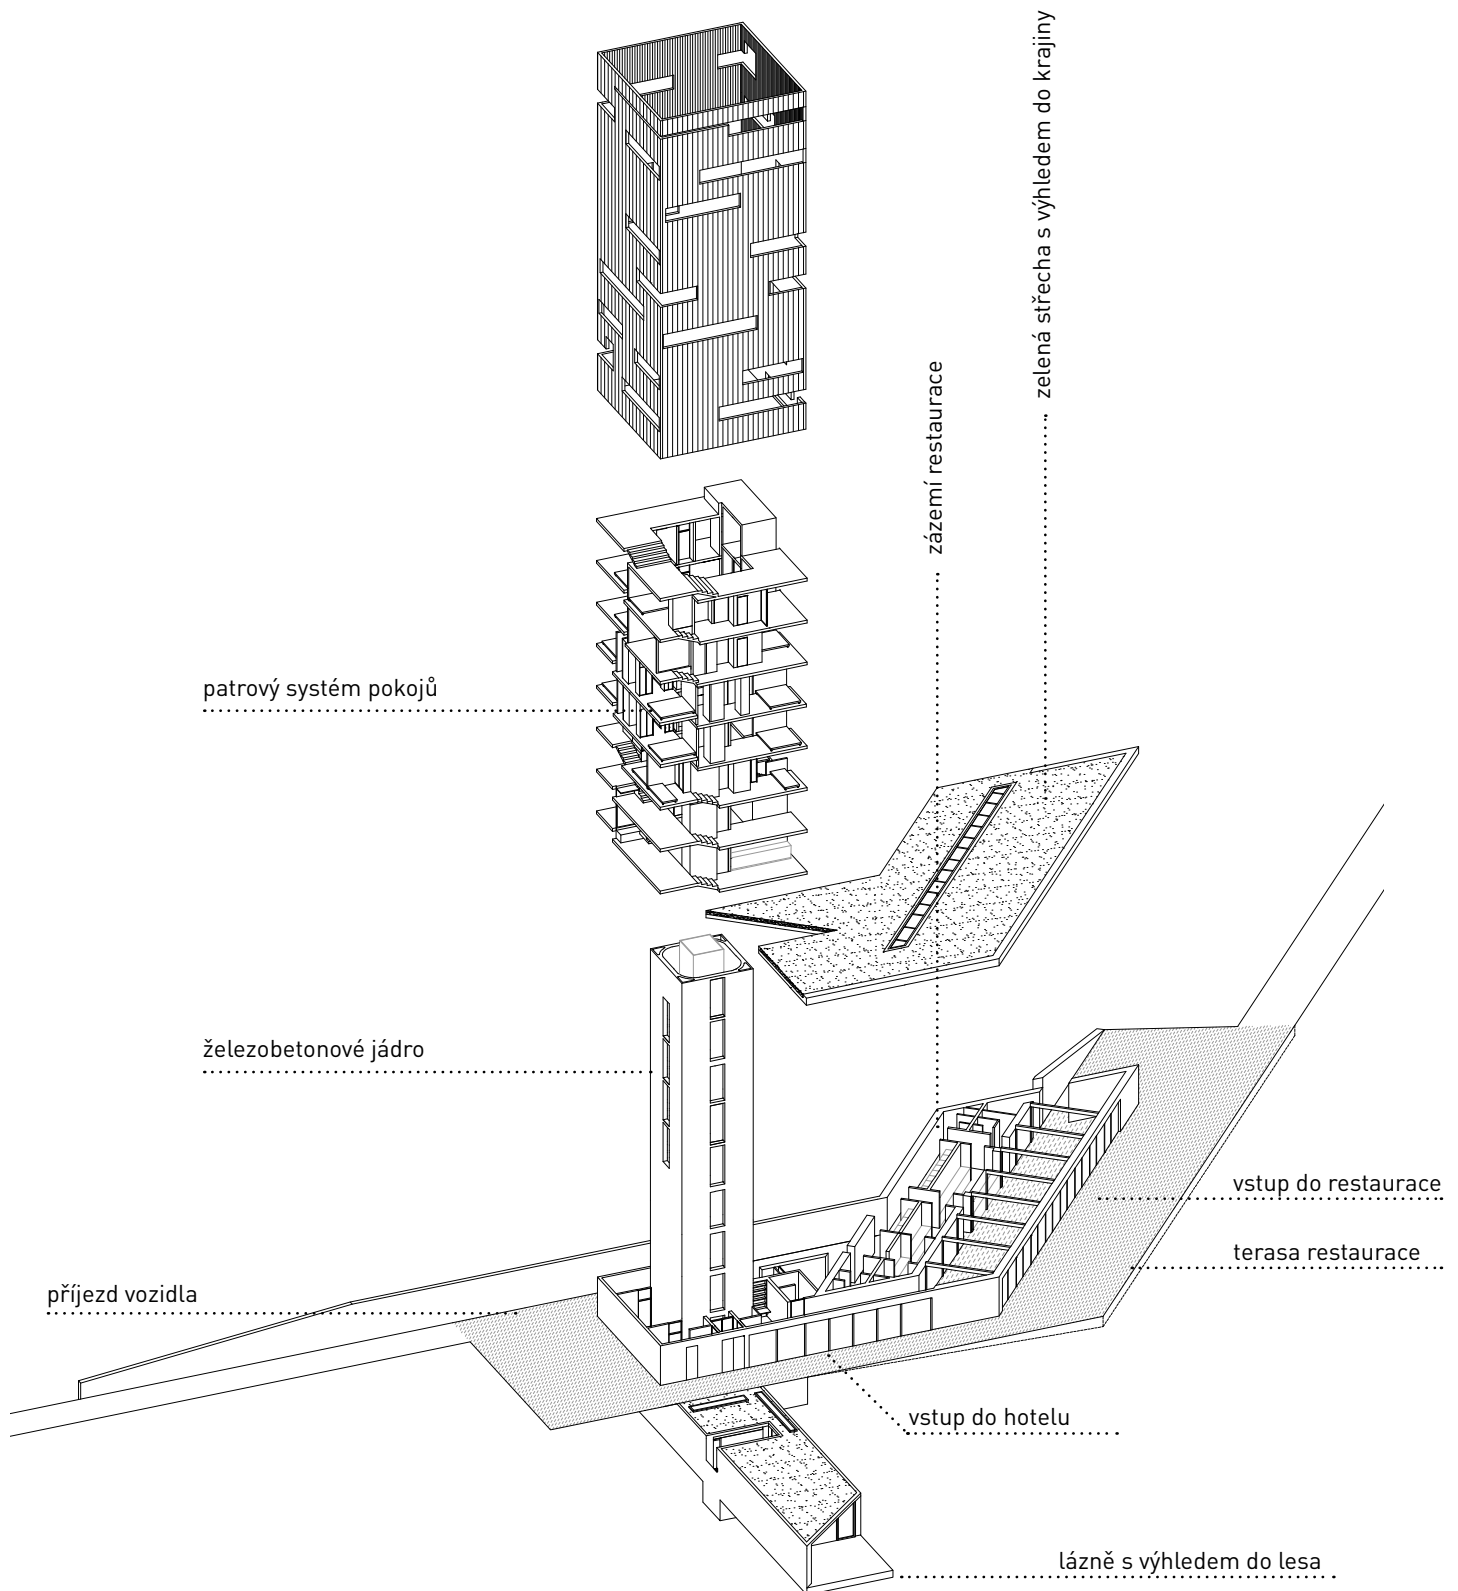 zelená střecha s výhledem do krajiny
zázemí restaurace
patrový systém pokojů
železobetonové jádro
vstup do restaurace
terasa restaurace
příjezd vozidla
vstup do hotelu
lázně s výhledem do lesa